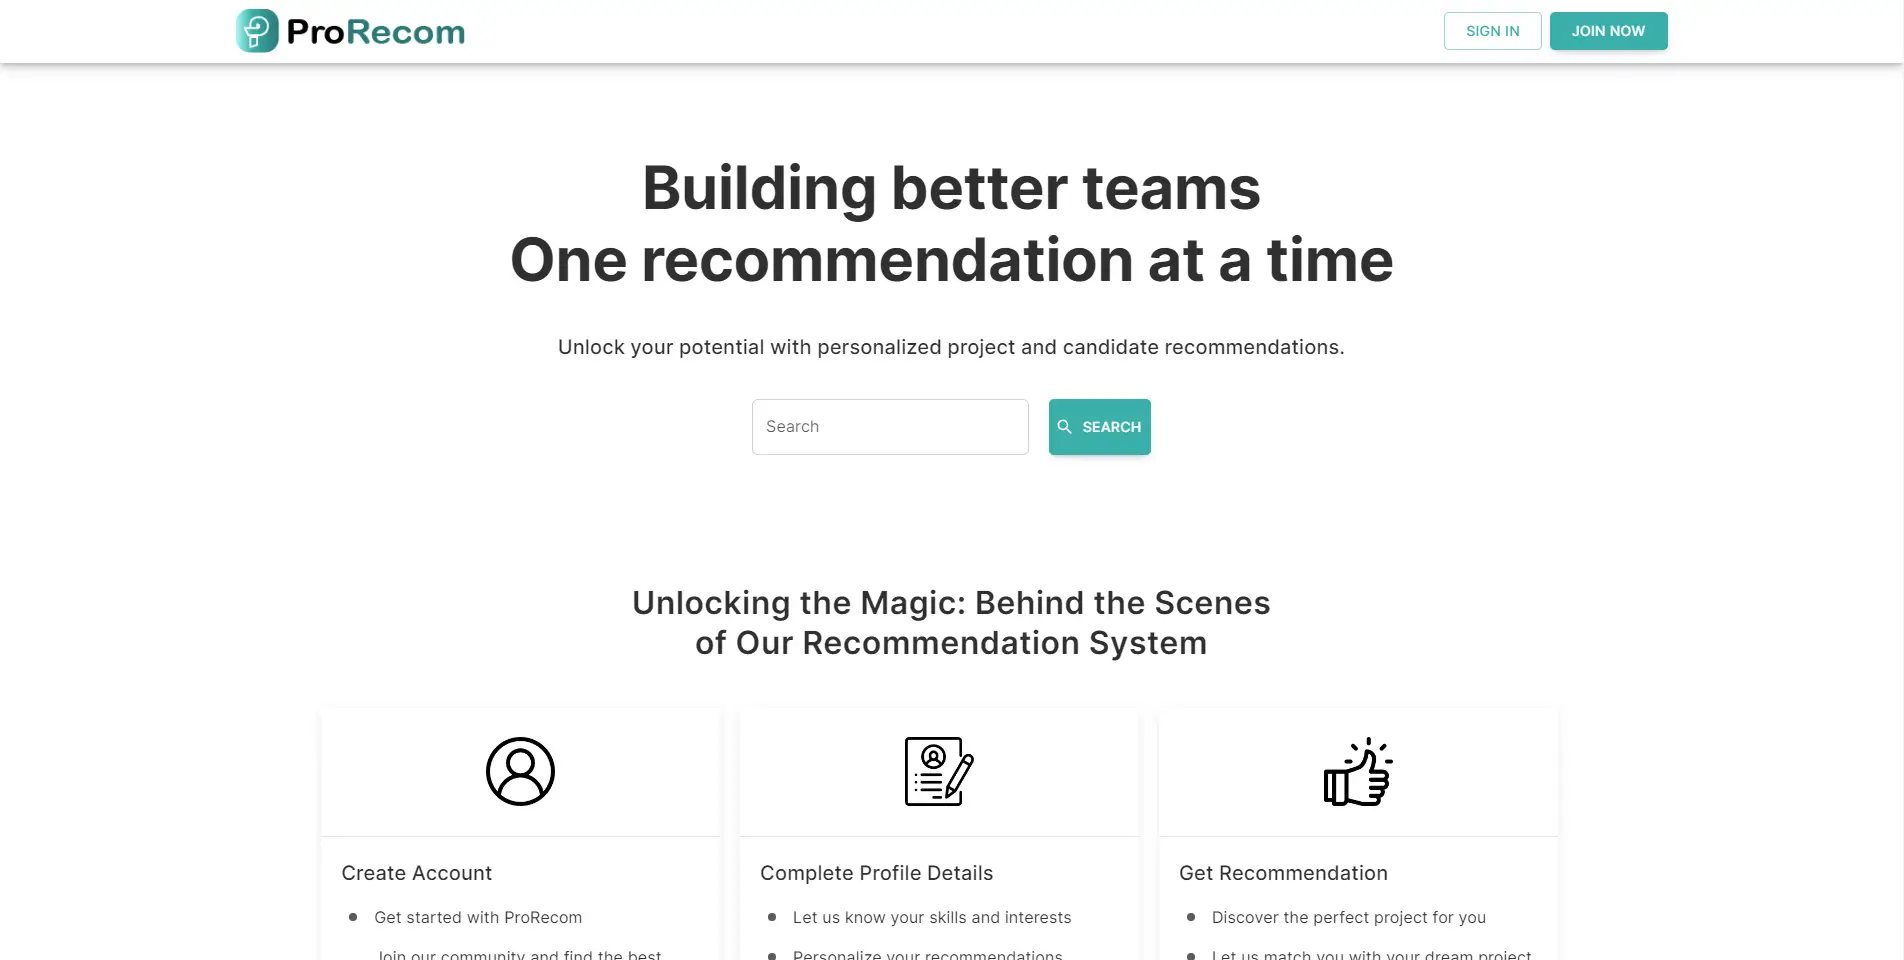 ProRecom
SIGN IN
JOIN NOW
Building better teams
One recommendation at a time
Unlock your potential with personalized project and candidate recommendations.
Search
SEARCH
Unlocking the Magic: Behind the Scenes
of Our Recommendation System
Create Account
Get started with ProRecom
Join our community and find the best
Complete Profile Details
Let us know your skills and interests
Personalize your recommendations
Get Recommendation
Discover the perfect project for you
Let us match you with your dream project